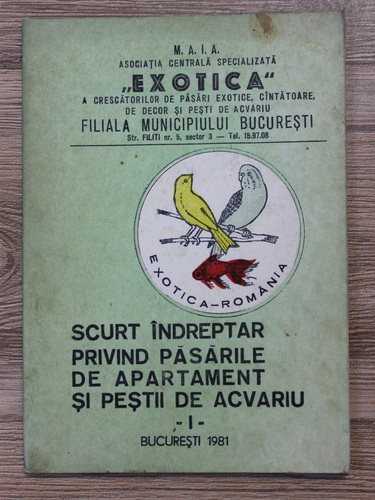 M. A. I. A.
ASOCIAȚIA CENTRALĂ SPECIALIZATĂ
„EXOTICA“
A CRESCĂTORILOR DE PĂSĂRI EXOTICE, CÎNTĂTOARE,
DE DECOR ȘI PEȘTI DE ACVARIU
FILIALA MUNICIPIULUI BUCUREȘTI
Str. FILITI nr. 5, sector 3 — Tel. 15.97.08
EXOTICA–ROMÂNIA
SCURT ÎNDREPTAR
PRIVIND PĂSĂRILE
DE APARTAMENT
ȘI PEȘTII DE ACVARIU
-I-
BUCUREȘTI 1981